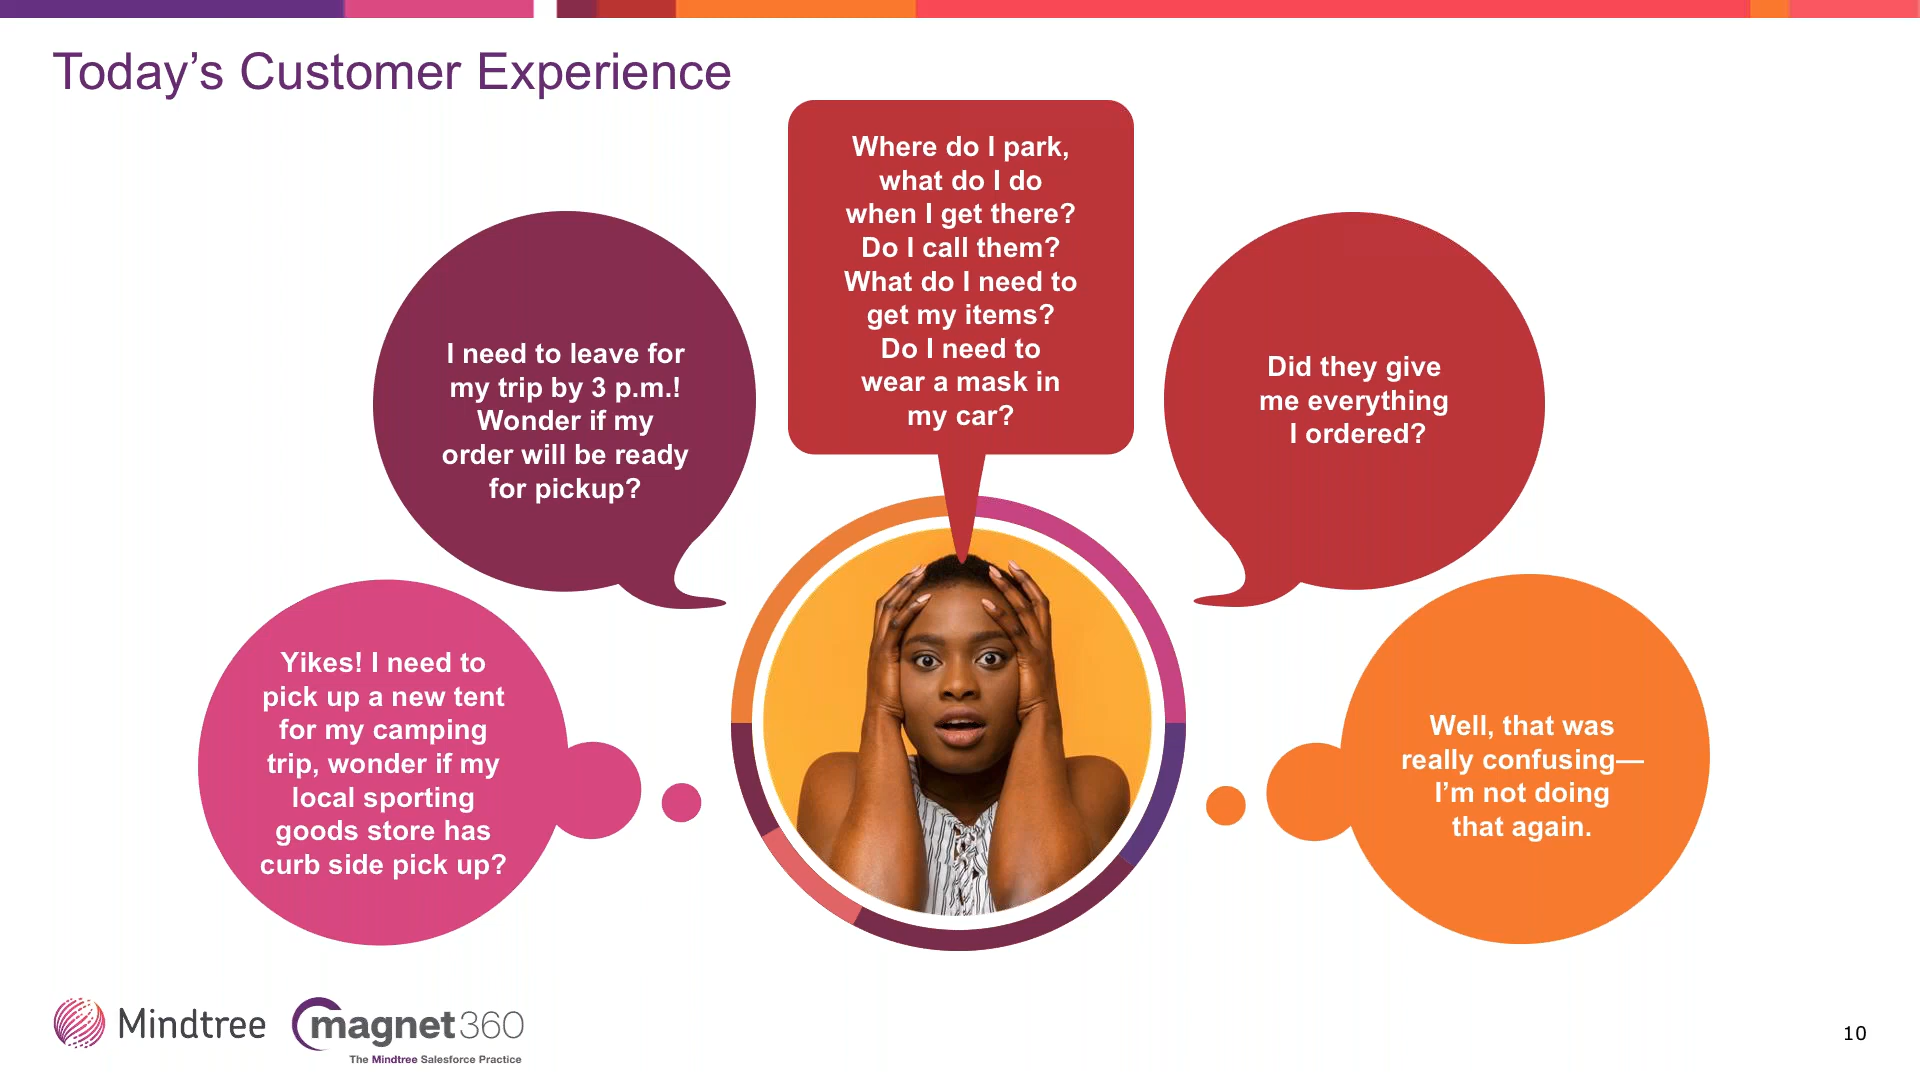 Today’s Customer Experience
Where do I park,
what do I do
when I get there?
Do I call them?
What do I need to
get my items?
Do I need to
wear a mask in
my car?
I need to leave for
my trip by 3 p.m.!
Wonder if my
order will be ready
for pickup?
Did they give
me everything
I ordered?
Yikes! I need to
pick up a new tent
for my camping
trip, wonder if my
local sporting
goods store has
curb side pick up?
Well, that was
really confusing—
I’m not doing
that again.
Mindtree
magnet360
The Mindtree Salesforce Practice
10